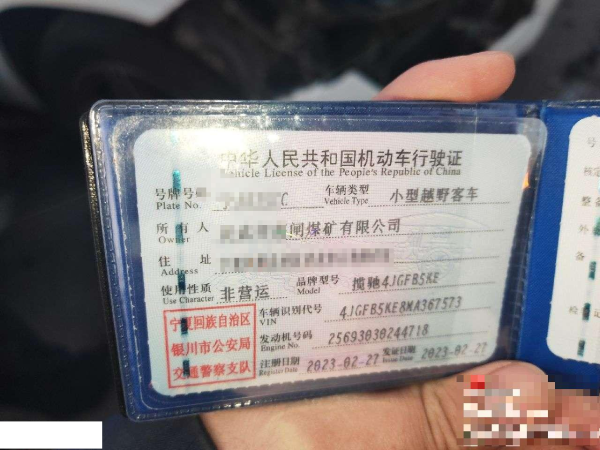 中华人民共和国机动车行驶证
Vehicle License of the People's Republic of China
号牌号码 C 车辆类型 小型越野客车
Plate No. Vehicle Type
所有人 闸煤矿有限公司
Owner
住址
Address
使用性质 非营运 品牌型号 揽驰4JGFB5KE
Use Character Model
宁夏回族自治区
银川市公安局
交通警察支队
车辆识别代号 4JGFB5KE8MA367573
VIN
发动机号码 25693030244718
Engine No.
注册日期 2023-02-27 发证日期 2023-02-27
Register Date Issue Date